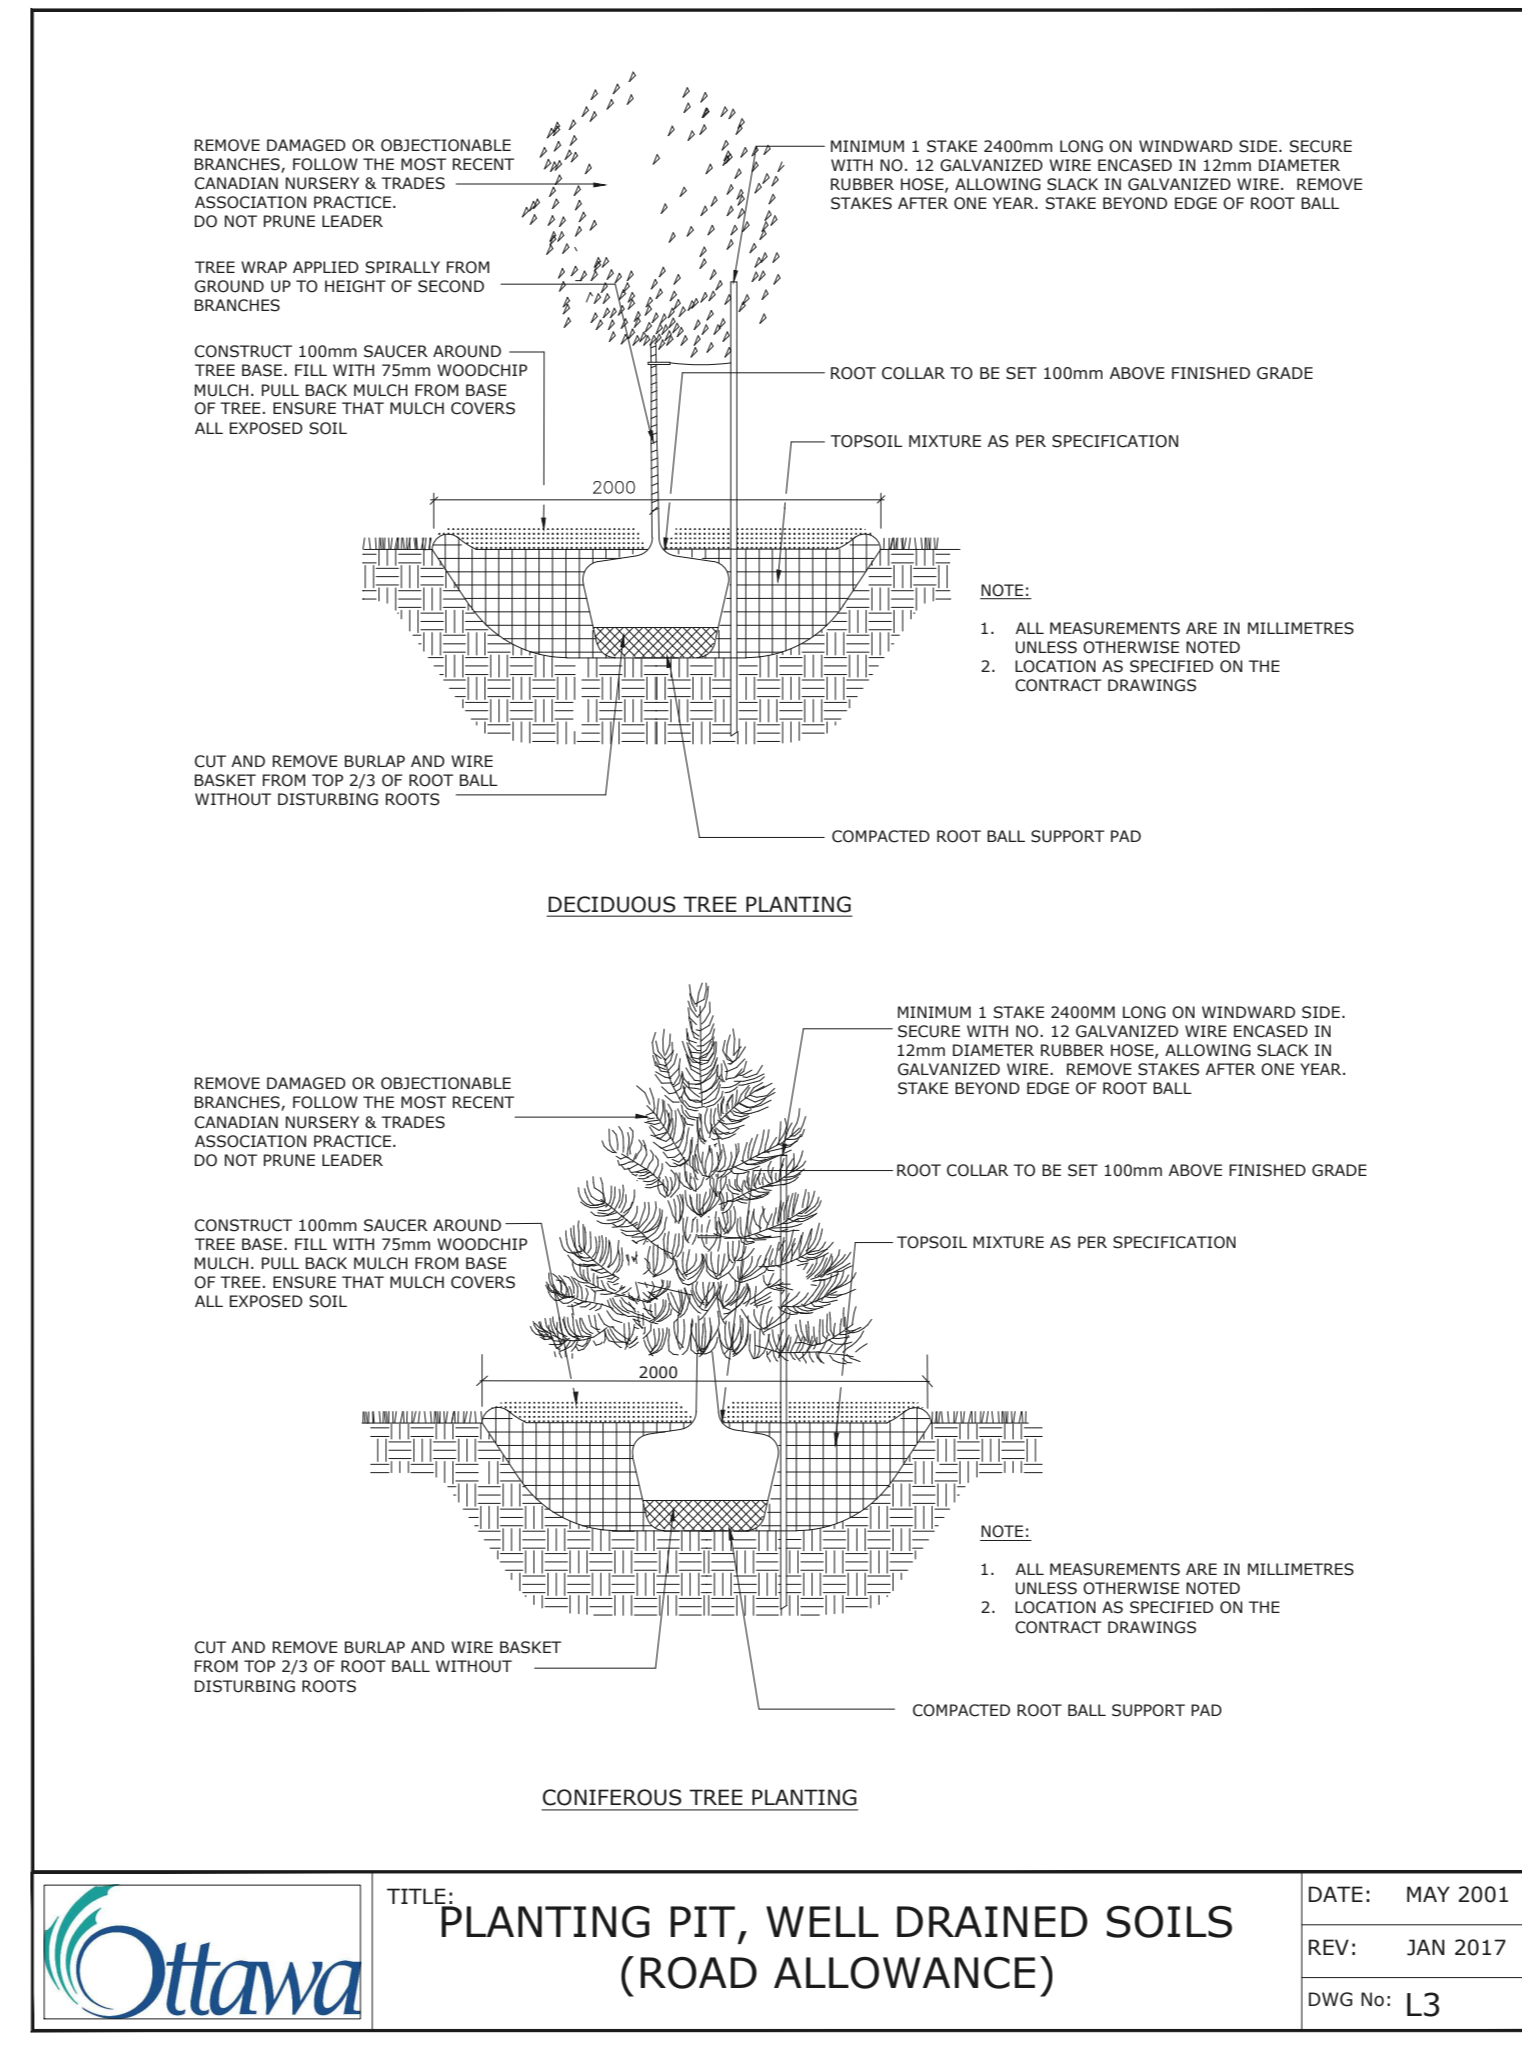 REMOVE DAMAGED OR OBJECTIONABLE
BRANCHES, FOLLOW THE MOST RECENT
CANADIAN NURSERY & TRADES
ASSOCIATION PRACTICE.
DO NOT PRUNE LEADER
TREE WRAP APPLIED SPIRALLY FROM
GROUND UP TO HEIGHT OF SECOND
BRANCHES
CONSTRUCT 100mm SAUCER AROUND
TREE BASE. FILL WITH 75mm WOODCHIP
MULCH. PULL BACK MULCH FROM BASE
OF TREE. ENSURE THAT MULCH COVERS
ALL EXPOSED SOIL
MINIMUM 1 STAKE 2400mm LONG ON WINDWARD SIDE. SECURE
WITH NO. 12 GALVANIZED WIRE ENCASED IN 12mm DIAMETER
RUBBER HOSE, ALLOWING SLACK IN GALVANIZED WIRE. REMOVE
STAKES AFTER ONE YEAR. STAKE BEYOND EDGE OF ROOT BALL
ROOT COLLAR TO BE SET 100mm ABOVE FINISHED GRADE
TOPSOIL MIXTURE AS PER SPECIFICATION
2000
NOTE:
1. ALL MEASUREMENTS ARE IN MILLIMETRES
UNLESS OTHERWISE NOTED
2. LOCATION AS SPECIFIED ON THE
CONTRACT DRAWINGS
CUT AND REMOVE BURLAP AND WIRE
BASKET FROM TOP 2/3 OF ROOT BALL
WITHOUT DISTURBING ROOTS
COMPACTED ROOT BALL SUPPORT PAD
DECIDUOUS TREE PLANTING
MINIMUM 1 STAKE 2400MM LONG ON WINDWARD SIDE.
SECURE WITH NO. 12 GALVANIZED WIRE ENCASED IN
12mm DIAMETER RUBBER HOSE, ALLOWING SLACK IN
GALVANIZED WIRE. REMOVE STAKES AFTER ONE YEAR.
STAKE BEYOND EDGE OF ROOT BALL
REMOVE DAMAGED OR OBJECTIONABLE
BRANCHES, FOLLOW THE MOST RECENT
CANADIAN NURSERY & TRADES
ASSOCIATION PRACTICE.
DO NOT PRUNE LEADER
ROOT COLLAR TO BE SET 100mm ABOVE FINISHED GRADE
CONSTRUCT 100mm SAUCER AROUND
TREE BASE. FILL WITH 75mm WOODCHIP
MULCH. PULL BACK MULCH FROM BASE
OF TREE. ENSURE THAT MULCH COVERS
ALL EXPOSED SOIL
TOPSOIL MIXTURE AS PER SPECIFICATION
2000
NOTE:
1. ALL MEASUREMENTS ARE IN MILLIMETRES
UNLESS OTHERWISE NOTED
2. LOCATION AS SPECIFIED ON THE
CONTRACT DRAWINGS
CUT AND REMOVE BURLAP AND WIRE BASKET
FROM TOP 2/3 OF ROOT BALL WITHOUT
DISTURBING ROOTS
COMPACTED ROOT BALL SUPPORT PAD
CONIFEROUS TREE PLANTING
Ottawa
TITLE:
PLANTING PIT, WELL DRAINED SOILS
(ROAD ALLOWANCE)
DATE: MAY 2001
REV: JAN 2017
DWG No: L3